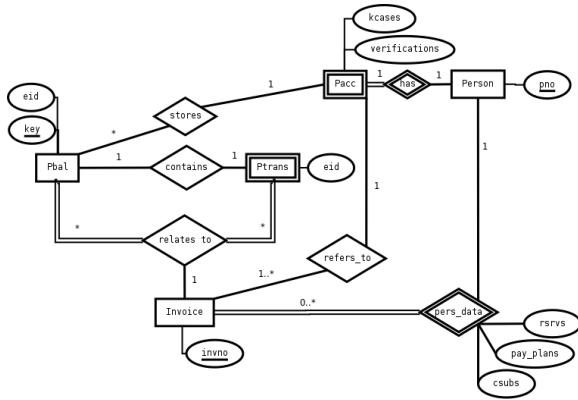 kcases
verifications
eid
1
Pacc
1
has
1
Person
pno
key
stores
*
1
1
Pbal
contains
Ptrans
eid
1
*
relates to
*
refers_to
1
1..*
Invoice
0..*
pers_data
rsrvs
invno
pay_plans
csubs